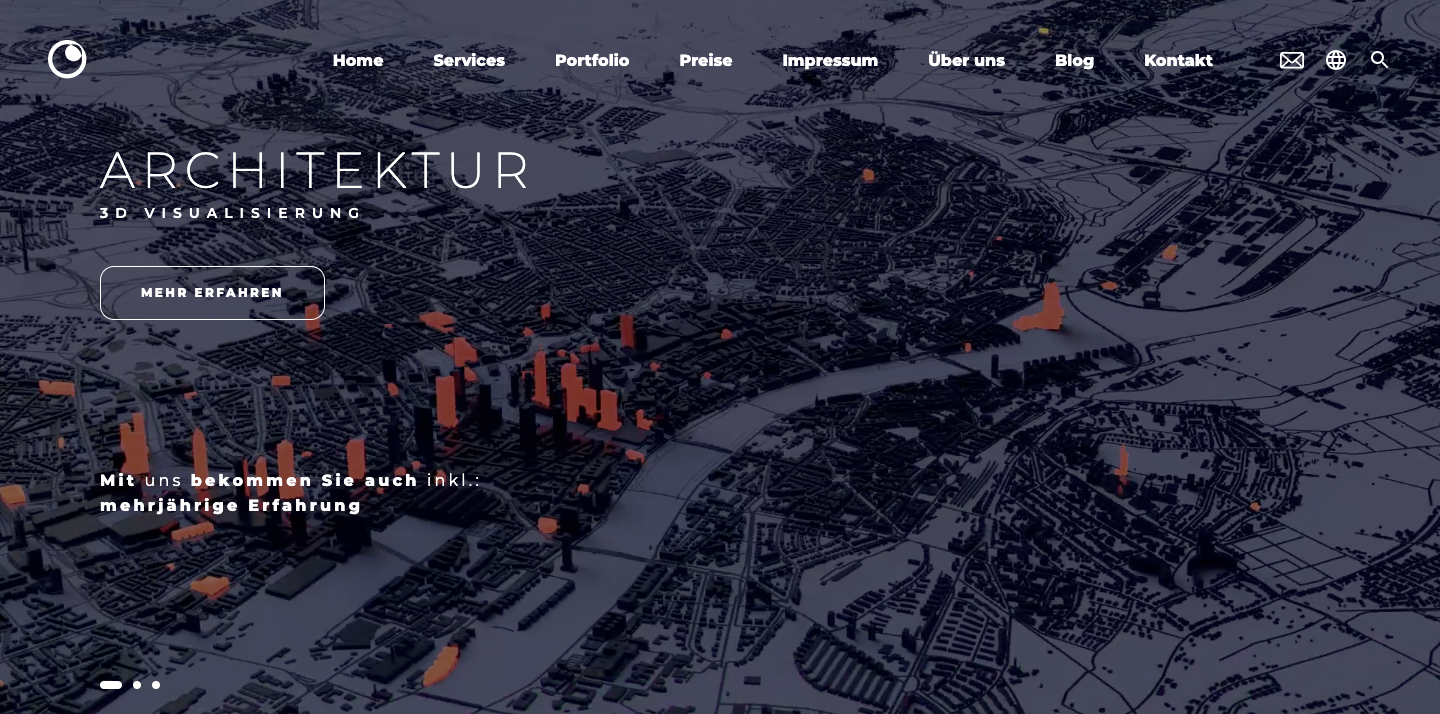 Home Services Portfolio Preise Impressum Über uns Blog Kontakt
ARCHITEKTUR
3D VISUALISIERUNG
MEHR ERFAHREN
Mit uns bekommen Sie auch inkl.:
mehrjährige Erfahrung